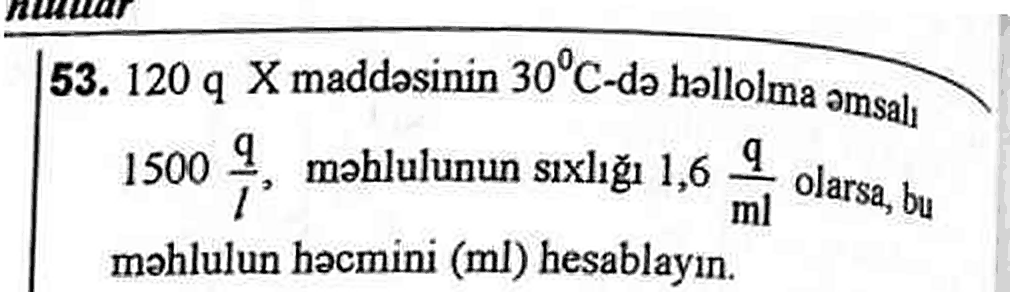 53. 120 q X maddəsinin 30⁰C-də həllolma əmsalı
1500 q/l, məhlulunun sıxlığı 1,6 q/ml olarsa, bu
məhlulun həcmini (ml) hesablayın.